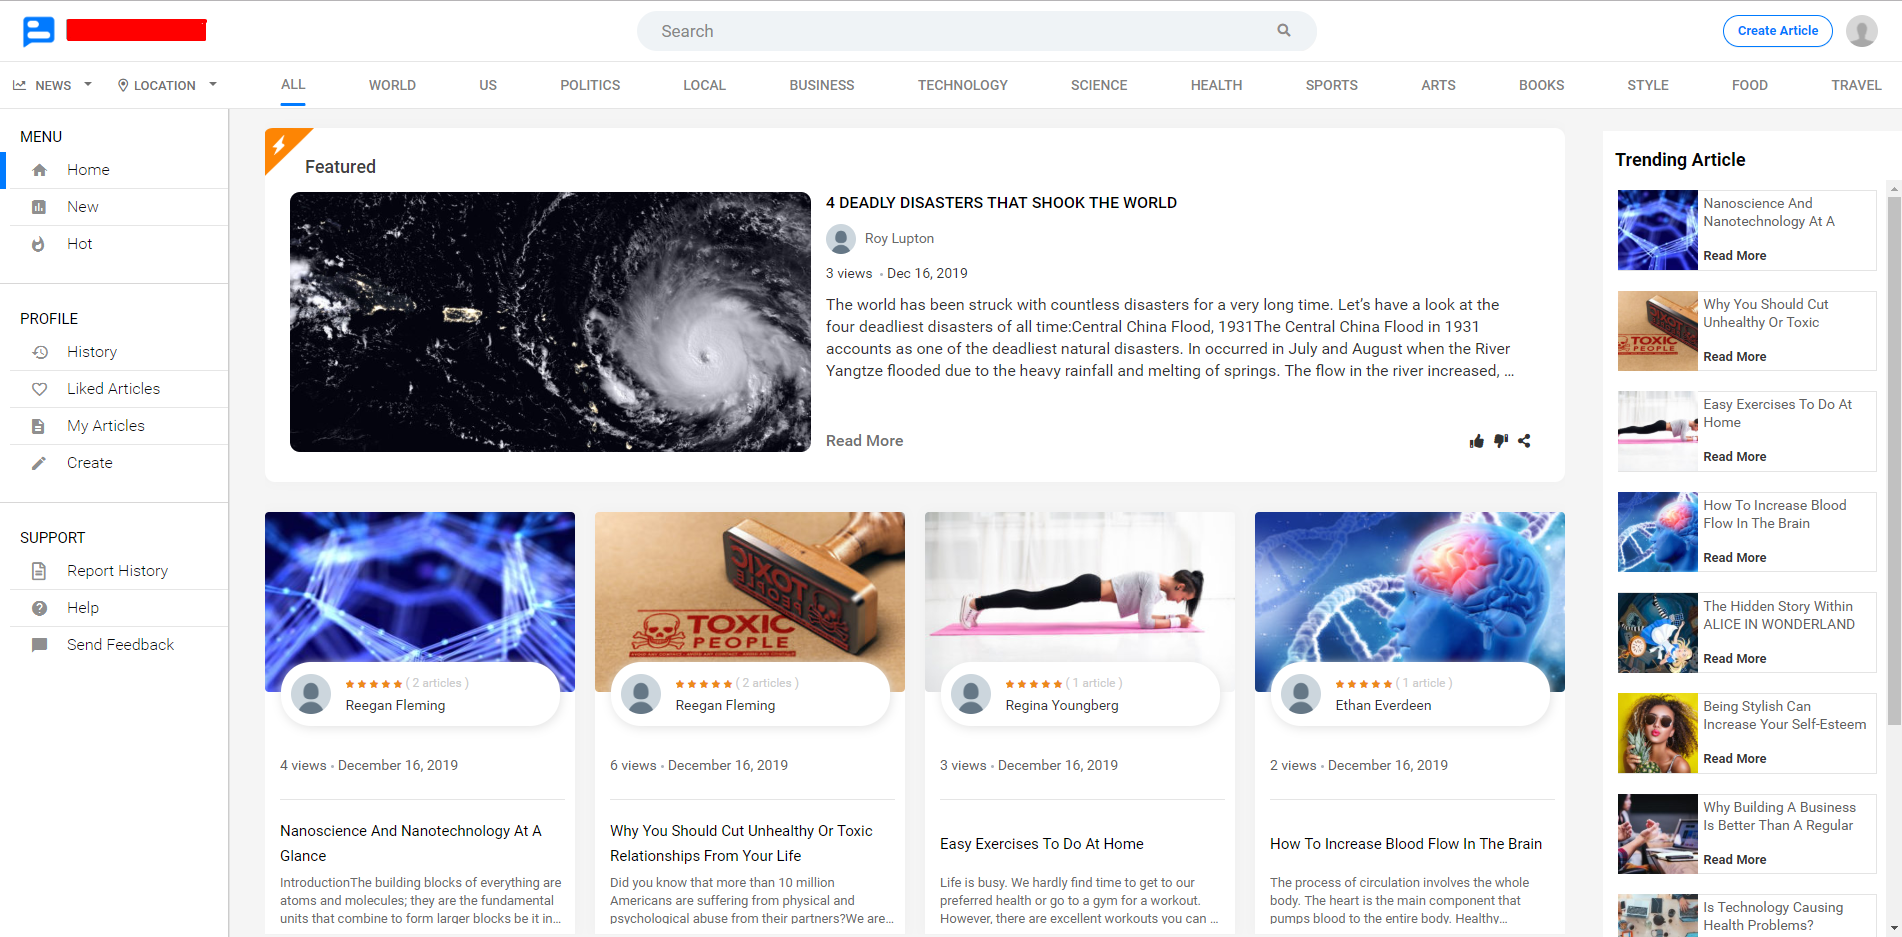 Search
Create Article
NEWS
LOCATION
ALL
WORLD
US
POLITICS
LOCAL
BUSINESS
TECHNOLOGY
SCIENCE
HEALTH
SPORTS
ARTS
BOOKS
STYLE
FOOD
TRAVEL
MENU
Home
New
Hot
PROFILE
History
Liked Articles
My Articles
Create
SUPPORT
Report History
Help
Send Feedback
Featured
4 DEADLY DISASTERS THAT SHOOK THE WORLD
Roy Lupton
3 views • Dec 16, 2019
The world has been struck with countless disasters for a very long time. Let’s have a look at the
four deadliest disasters of all time:Central China Flood, 1931The Central China Flood in 1931
accounts as one of the deadliest natural disasters. In occurred in July and August when the River
Yangtze flooded due to the heavy rainfall and melting of springs. The flow in the river increased, ...
Read More
( 2 articles )
Reegan Fleming
4 views • December 16, 2019
Nanoscience And Nanotechnology At A
Glance
IntroductionThe building blocks of everything are
atoms and molecules; they are the fundamental
units that combine to form larger blocks be it in...
TOXIC
PEOPLE
TOXIC
PEOPLE
( 2 articles )
Reegan Fleming
6 views • December 16, 2019
Why You Should Cut Unhealthy Or Toxic
Relationships From Your Life
Did you know that more than 10 million
Americans are suffering from physical and
psychological abuse from their partners?We are...
( 1 article )
Regina Youngberg
3 views • December 16, 2019
Easy Exercises To Do At Home
Life is busy. We hardly find time to get to our
preferred health or go to a gym for a workout.
However, there are excellent workouts you can ...
( 1 article )
Ethan Everdeen
2 views • December 16, 2019
How To Increase Blood Flow In The Brain
The process of circulation involves the whole
body. The heart is the main component that
pumps blood to the entire body. Healthy...
Trending Article
Nanoscience And
Nanotechnology At A
Read More
TOXIC
PEOPLE
Why You Should Cut
Unhealthy Or Toxic
Read More
Easy Exercises To Do At
Home
Read More
How To Increase Blood
Flow In The Brain
Read More
The Hidden Story Within
ALICE IN WONDERLAND
Read More
Being Stylish Can
Increase Your Self-Esteem
Read More
Why Building A Business
Is Better Than A Regular
Read More
Is Technology Causing
Health Problems?